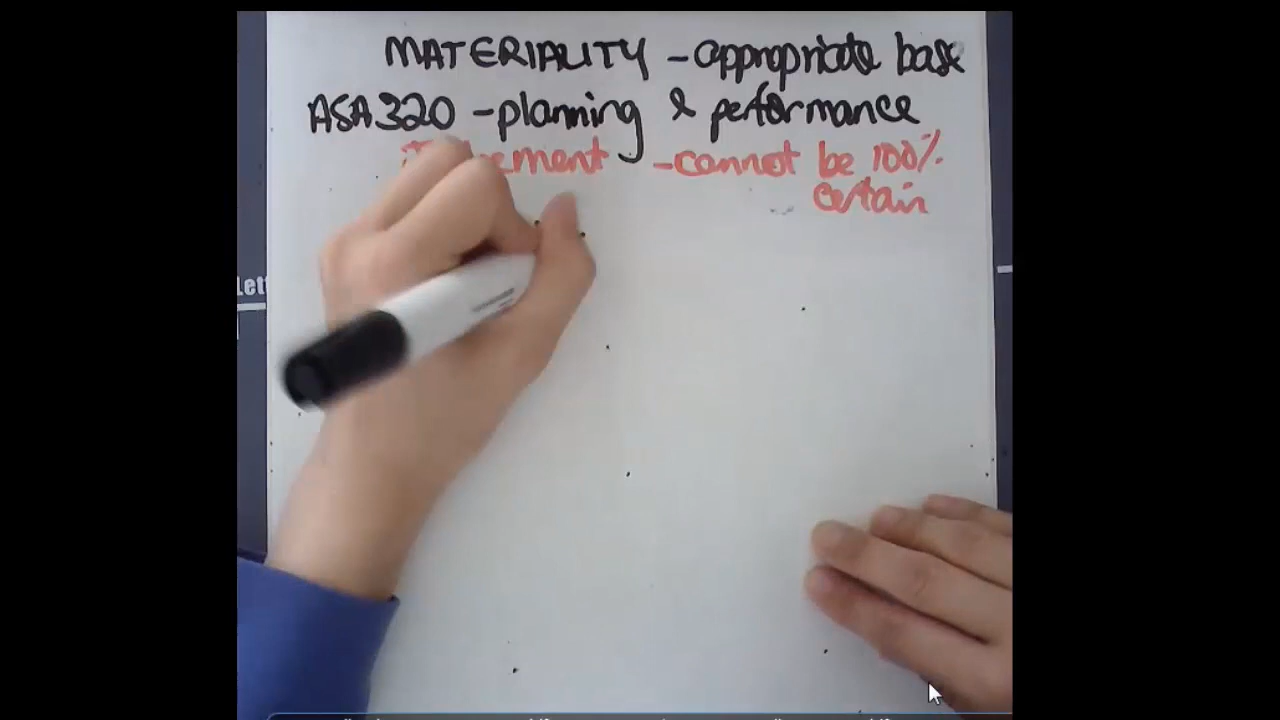 MATERIALITY - appropriate base
ASA320 - planning & performance
- cannot be 100%
certain